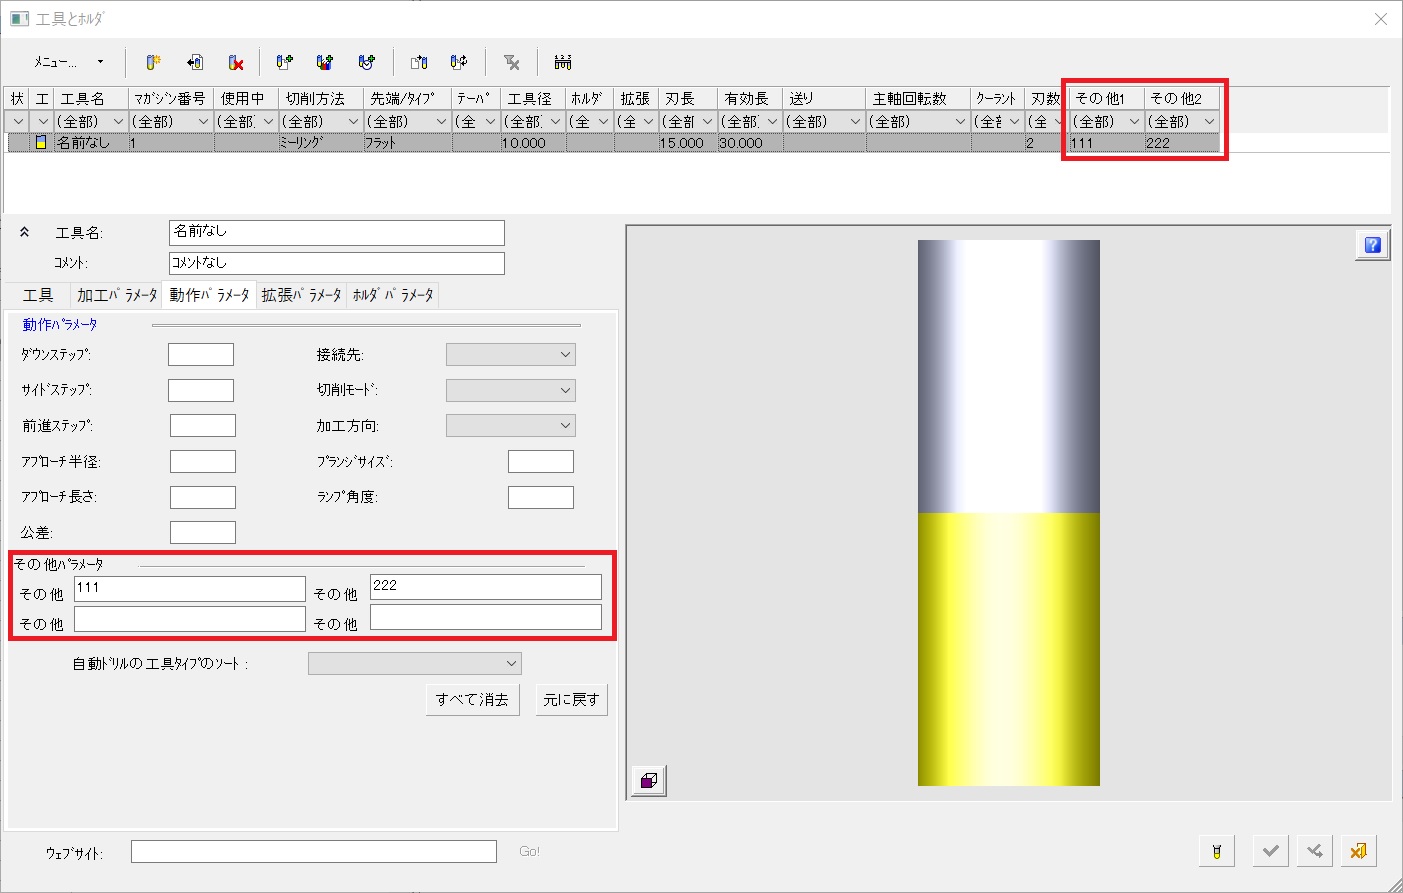 工具とﾎﾙﾀﾞ
ﾒﾆｭｰ...
状 工 工具名 ﾏｶﾞｼﾞﾝ番号 使用中 切削方法 先端/ﾀｲﾌﾟ ﾃｰﾊﾟ 工具径 ﾎﾙﾀﾞ 拡張 刃長 有効長 送り 主軸回転数 ｸｰﾗﾝﾄ 刃数 その他1 その他2
(全部) (全部) (全部 (全部) (全部) (全 (全部) (全 (全 (全部 (全部 (全部) (全部) (全部 (全 (全部) (全部)
名前なし 1 ﾐｰﾘﾝｸﾞ ﾌﾗｯﾄ 10.000 15.000 30.000 2 111 222
工具名: 名前なし
ｺﾒﾝﾄ: ｺﾒﾝﾄなし
工具 加工ﾊﾟﾗﾒｰﾀ 動作ﾊﾟﾗﾒｰﾀ 拡張ﾊﾟﾗﾒｰﾀ ﾎﾙﾀﾞﾊﾟﾗﾒｰﾀ
動作ﾊﾟﾗﾒｰﾀ
ﾀﾞｳﾝｽﾃｯﾌﾟ: 接続先:
ｻｲﾄﾞｽﾃｯﾌﾟ: 切削ﾓｰﾄﾞ:
前進ｽﾃｯﾌﾟ: 加工方向:
ｱﾌﾟﾛｰﾁ半径: ﾌﾟﾗﾝｼﾞｻｲｽﾞ:
ｱﾌﾟﾛｰﾁ長さ: ﾗﾝﾌﾟ角度:
公差:
その他ﾊﾟﾗﾒｰﾀ
その他 111 その他 222
その他 その他
自動ﾄﾞﾘﾙの工具ﾀｲﾌﾟのｿｰﾄ :
すべて消去 元に戻す
ｳｪﾌﾞｻｲﾄ: Go!